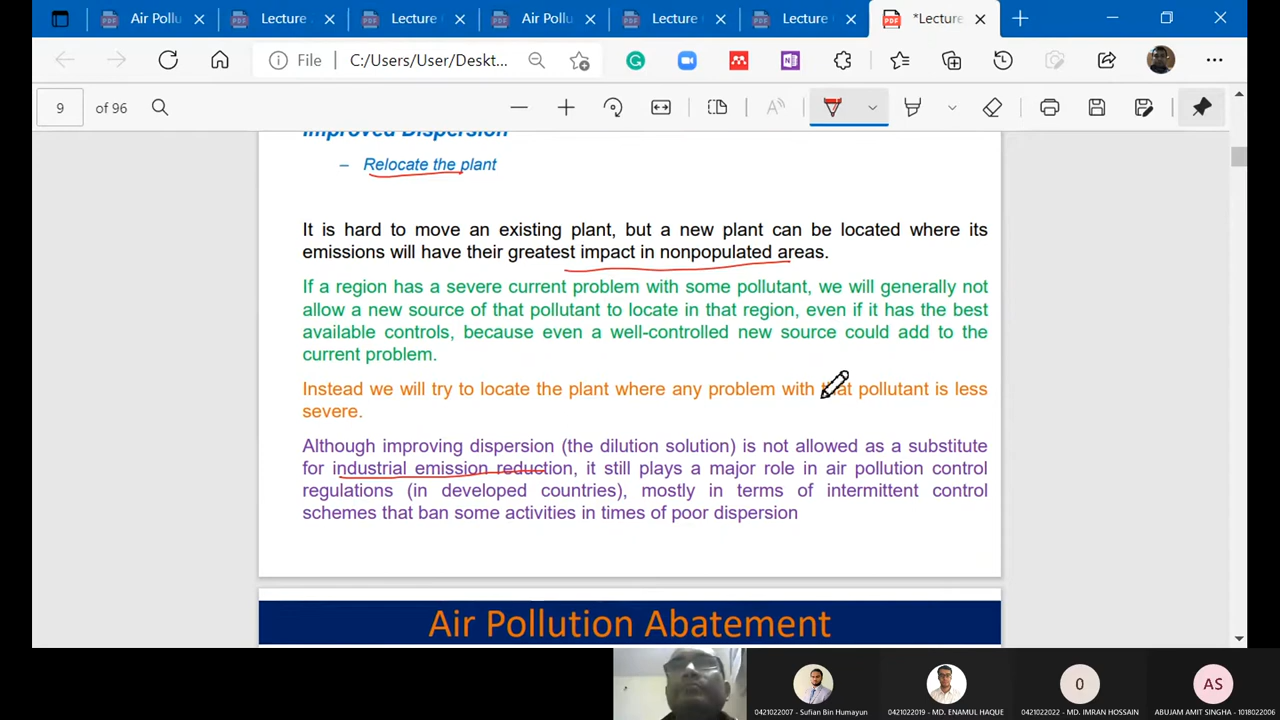 Air Pollu
Lecture
Lecture
Air Pollu
Lecture
Lecture
*Lecture
File
C:/Users/User/Deskt...
9
of 96
Improved Dispersion
– Relocate the plant
It is hard to move an existing plant, but a new plant can be located where its
emissions will have their greatest impact in nonpopulated areas.
If a region has a severe current problem with some pollutant, we will generally not
allow a new source of that pollutant to locate in that region, even if it has the best
available controls, because even a well-controlled new source could add to the
current problem.
Instead we will try to locate the plant where any problem with that pollutant is less
severe.
Although improving dispersion (the dilution solution) is not allowed as a substitute
for industrial emission reduction, it still plays a major role in air pollution control
regulations (in developed countries), mostly in terms of intermittent control
schemes that ban some activities in times of poor dispersion
Air Pollution Abatement
0
AS
0421022007 - Sufian Bin Humayun
0421022019 - MD. ENAMUL HAQUE
0421022022 - MD. IMRAN HOSSAIN
ABUJAM AMIT SINGHA - 1018022006